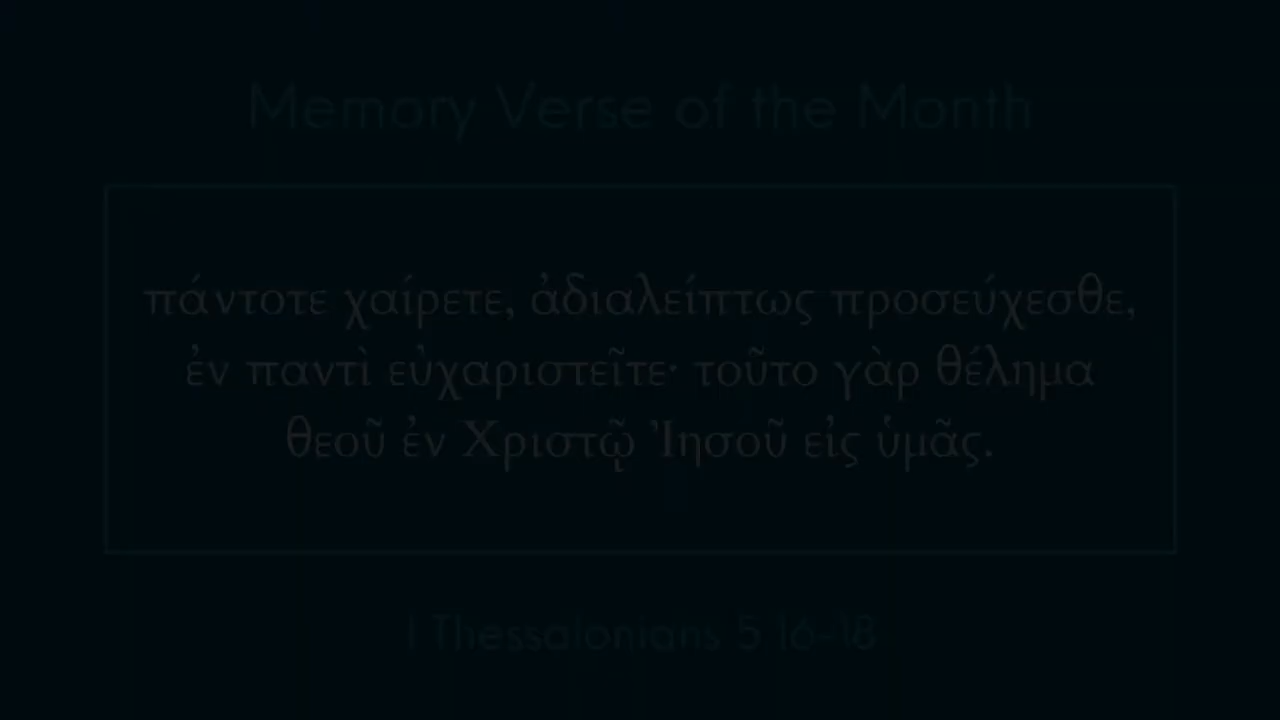 Memory Verse of the Month
πάντοτε χαίρετε, ἀδιαλείπτως προσεύχεσθε,
ἐν παντὶ εὐχαριστεῖτε· τοῦτο γὰρ θέλημα
θεοῦ ἐν Χριστῷ Ἰησοῦ εἰς ὑμᾶς.
1 Thessalonians 5 16-18